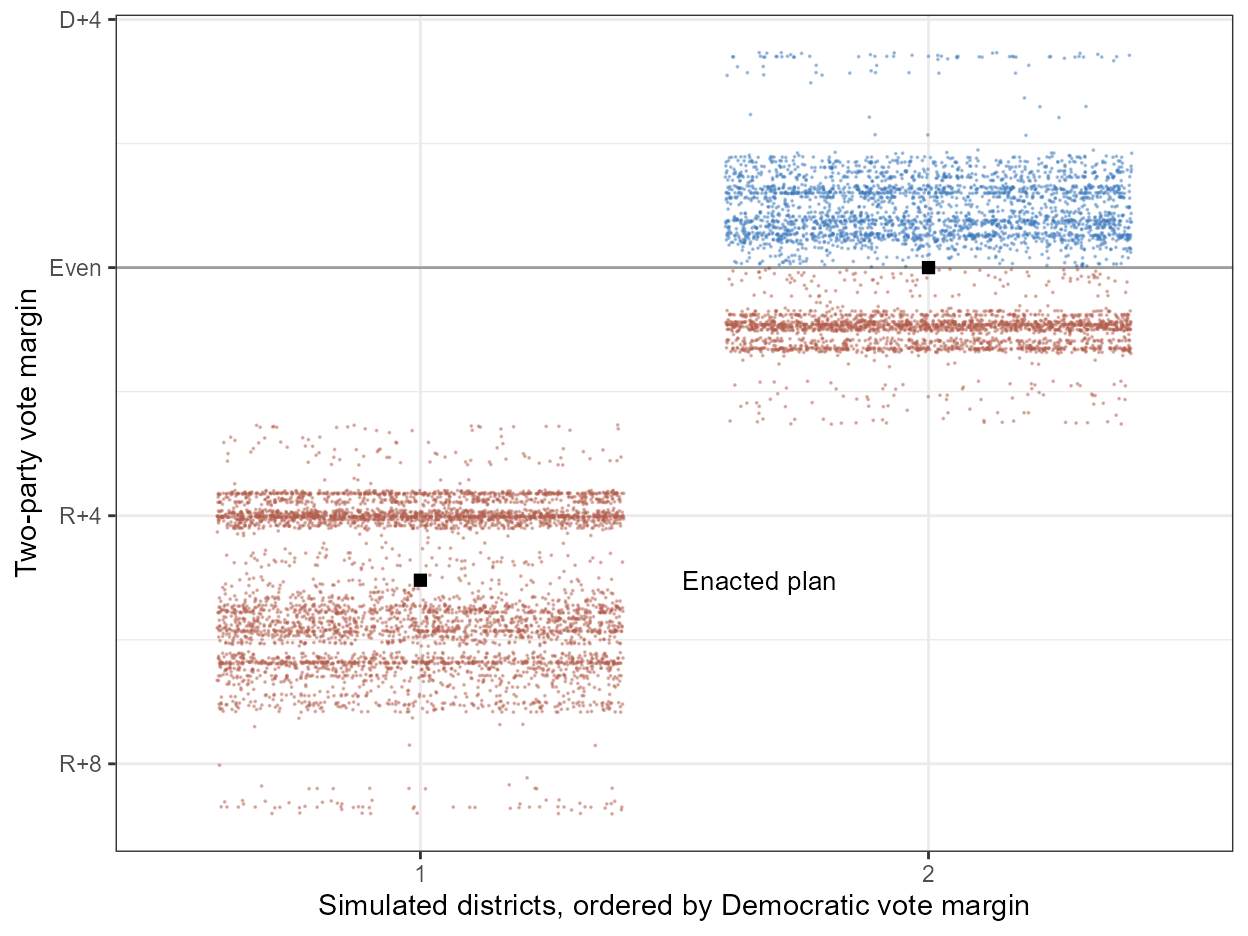 D+4
Even
R+4
R+8
Two-party vote margin
Enacted plan
1
2
Simulated districts, ordered by Democratic vote margin